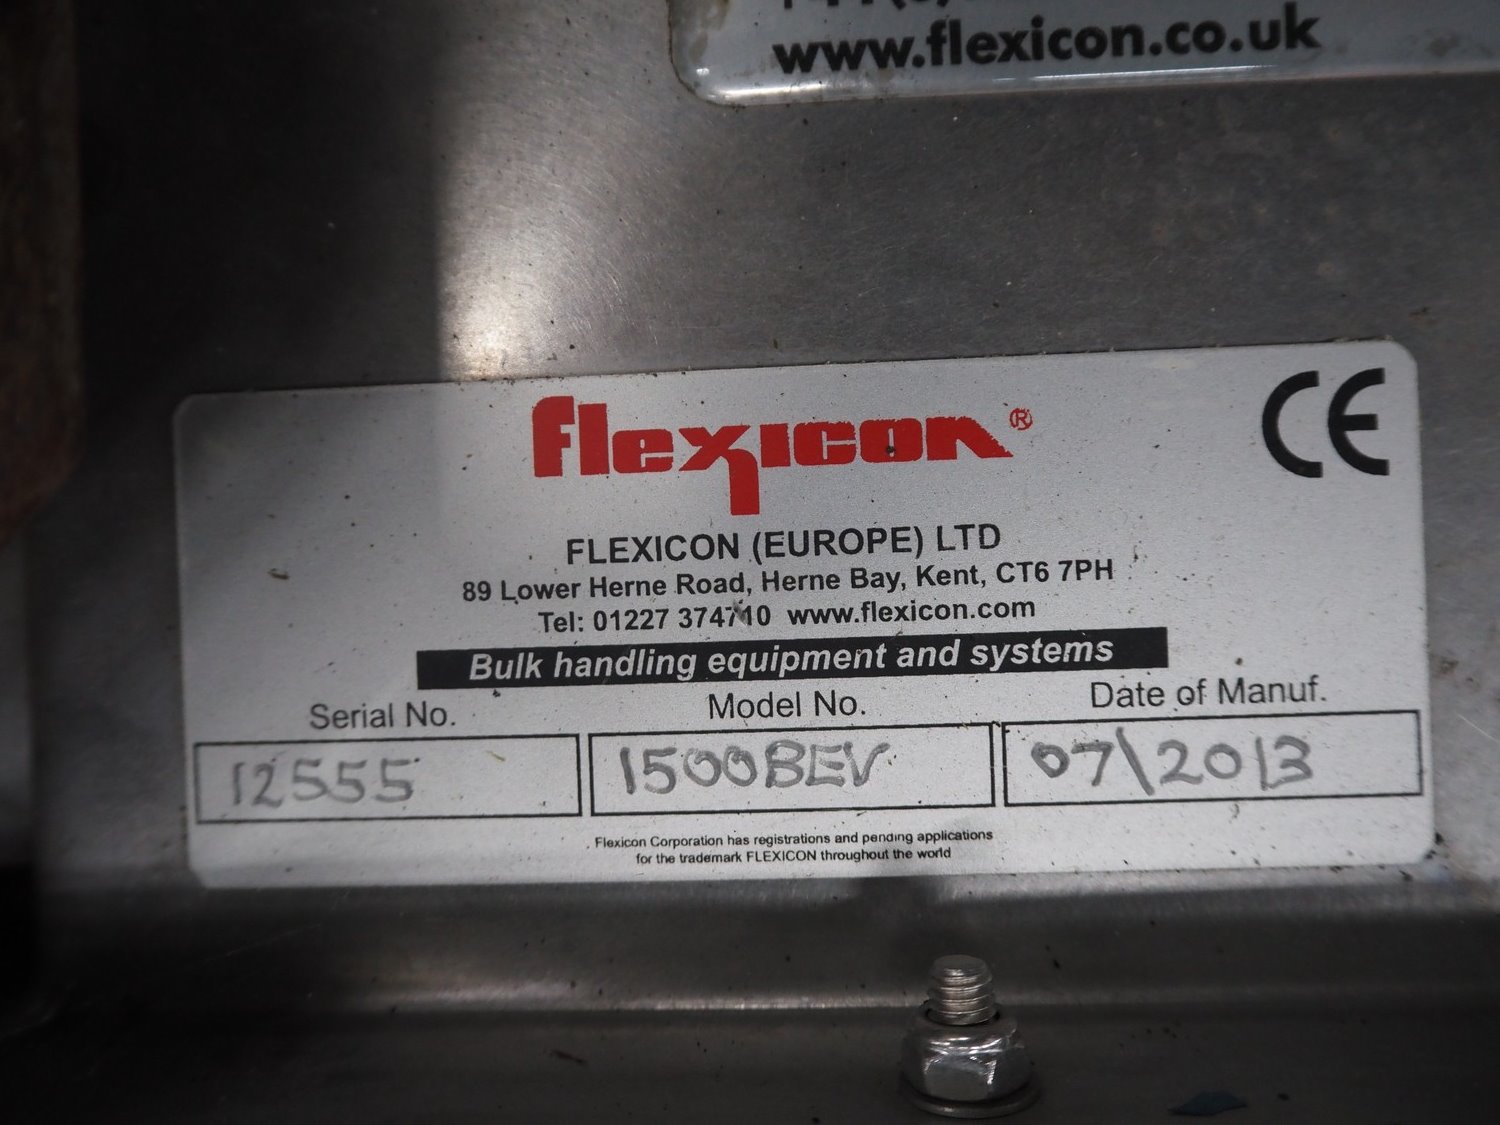 www.flexicon.co.uk
flexicon®
CE
FLEXICON (EUROPE) LTD
89 Lower Herne Road, Herne Bay, Kent, CT6 7PH
Tel: 01227 374710 www.flexicon.com
Bulk handling equipment and systems
Serial No. Model No. Date of Manuf.
12555 1500BEV 07\2013
Flexicon Corporation has registrations and pending applications
for the trademark FLEXICON throughout the world